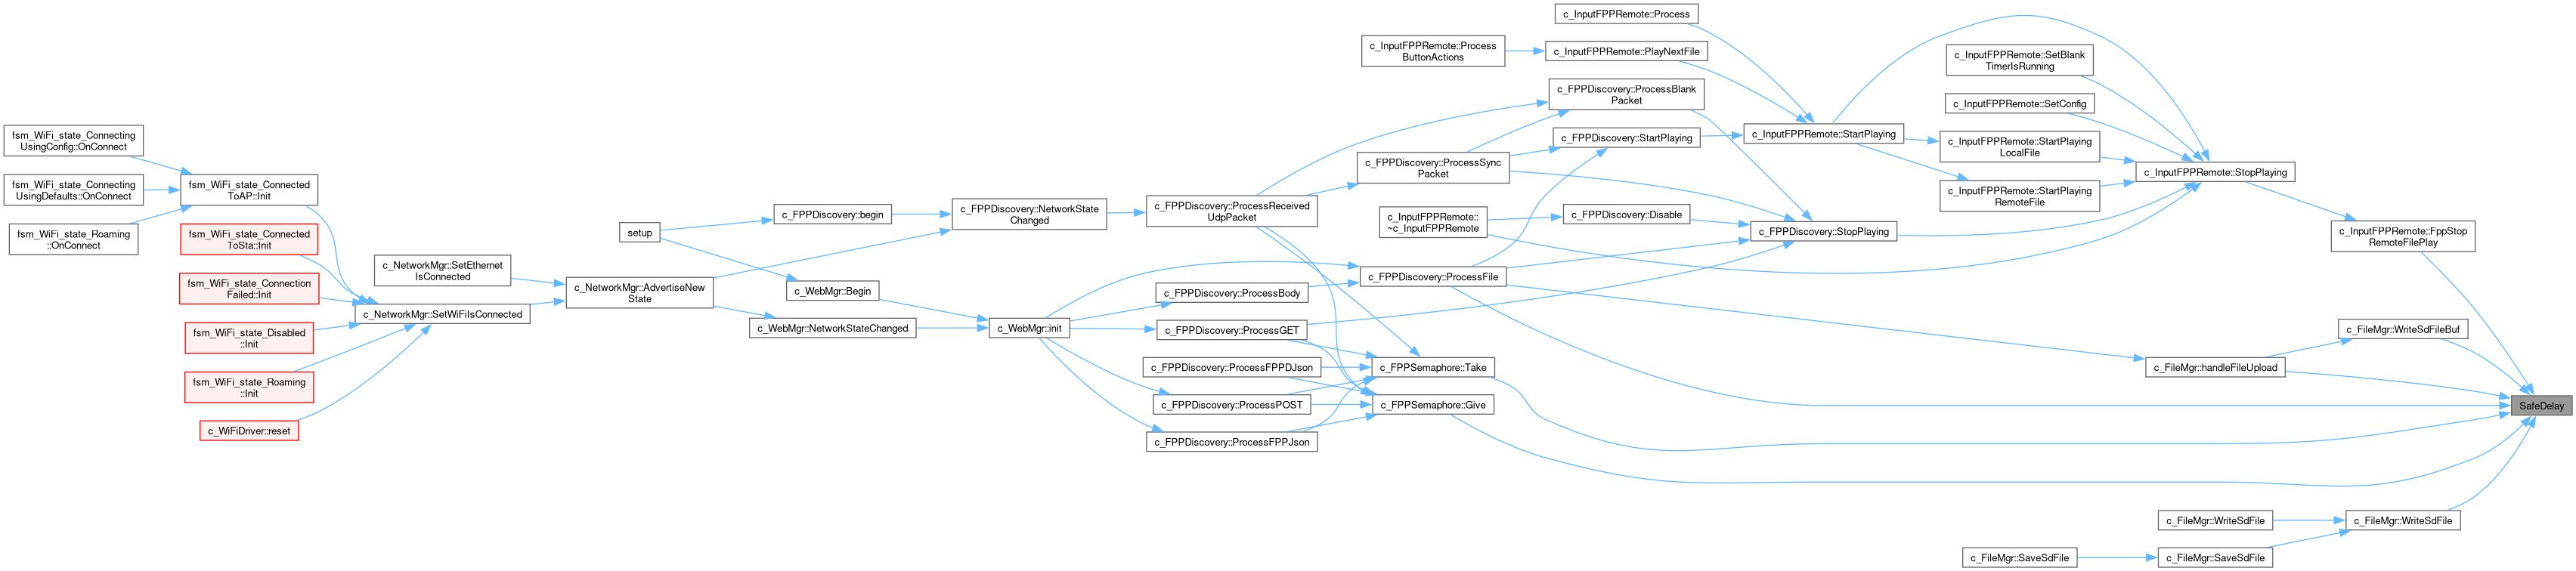 c_InputFPPRemote::Process
c_InputFPPRemote::Process
ButtonActions
c_InputFPPRemote::PlayNextFile
c_InputFPPRemote::SetBlank
TimerIsRunning
c_FPPDiscovery::ProcessBlank
Packet
c_InputFPPRemote::SetConfig
fsm_WiFi_state_Connecting
UsingConfig::OnConnect
c_FPPDiscovery::StartPlaying
c_InputFPPRemote::StartPlaying
c_InputFPPRemote::StartPlaying
LocalFile
c_FPPDiscovery::ProcessSync
Packet
c_InputFPPRemote::StopPlaying
fsm_WiFi_state_Connecting
UsingDefaults::OnConnect
fsm_WiFi_state_Connected
ToAP::Init
c_InputFPPRemote::StartPlaying
RemoteFile
c_FPPDiscovery::begin
c_FPPDiscovery::NetworkState
Changed
c_FPPDiscovery::ProcessReceived
UdpPacket
c_InputFPPRemote::
~c_InputFPPRemote
c_FPPDiscovery::Disable
fsm_WiFi_state_Roaming
::OnConnect
fsm_WiFi_state_Connected
ToSta::Init
setup
c_FPPDiscovery::StopPlaying
c_InputFPPRemote::FppStop
RemoteFilePlay
c_NetworkMgr::SetEthernet
IsConnected
c_FPPDiscovery::ProcessFile
fsm_WiFi_state_Connection
Failed::Init
c_NetworkMgr::AdvertiseNew
State
c_WebMgr::Begin
c_FPPDiscovery::ProcessBody
c_NetworkMgr::SetWiFiIsConnected
c_WebMgr::NetworkStateChanged
c_WebMgr::init
c_FPPDiscovery::ProcessGET
c_FileMgr::WriteSdFileBuf
fsm_WiFi_state_Disabled
::Init
c_FPPDiscovery::ProcessFPPDJson
c_FPPSemaphore::Take
c_FileMgr::handleFileUpload
fsm_WiFi_state_Roaming
::Init
c_FPPDiscovery::ProcessPOST
c_FPPSemaphore::Give
SafeDelay
c_WiFiDriver::reset
c_FPPDiscovery::ProcessFPPJson
c_FileMgr::WriteSdFile
c_FileMgr::WriteSdFile
c_FileMgr::SaveSdFile
c_FileMgr::SaveSdFile